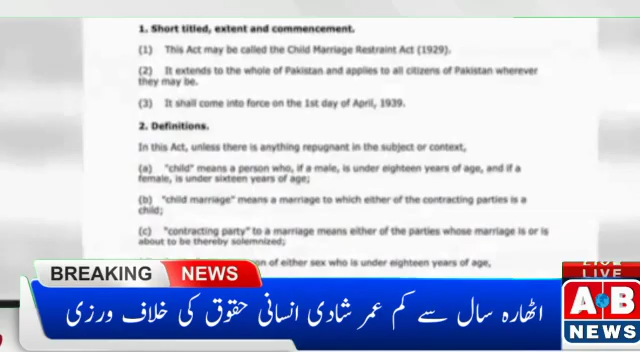 1. Short titled, extent and commencement.
(1) This Act may be called the Child Marriage Restraint Act (1929).
(2) It extends to the whole of Pakistan and applies to all citizens of Pakistan wherever
they may be.
(3) It shall come into force on the 1st day of April, 1939.
2. Definitions.
In this Act, unless there is anything repugnant in the subject or context,
(a) "child" means a person who, if a male, is under eighteen years of age, and if a
female, is under sixteen years of age;
(b) "child marriage" means a marriage to which either of the contracting parties is a
child;
(c) "contracting party" to a marriage means either of the parties whose marriage is or is
about to be thereby solemnized;
of either sex who is under eighteen years of age,
BREAKING NEWS
LIVE
اٹھارہ سال سے کم عمر شادی انسانی حقوق کی خلاف ورزی
AB
NEWS